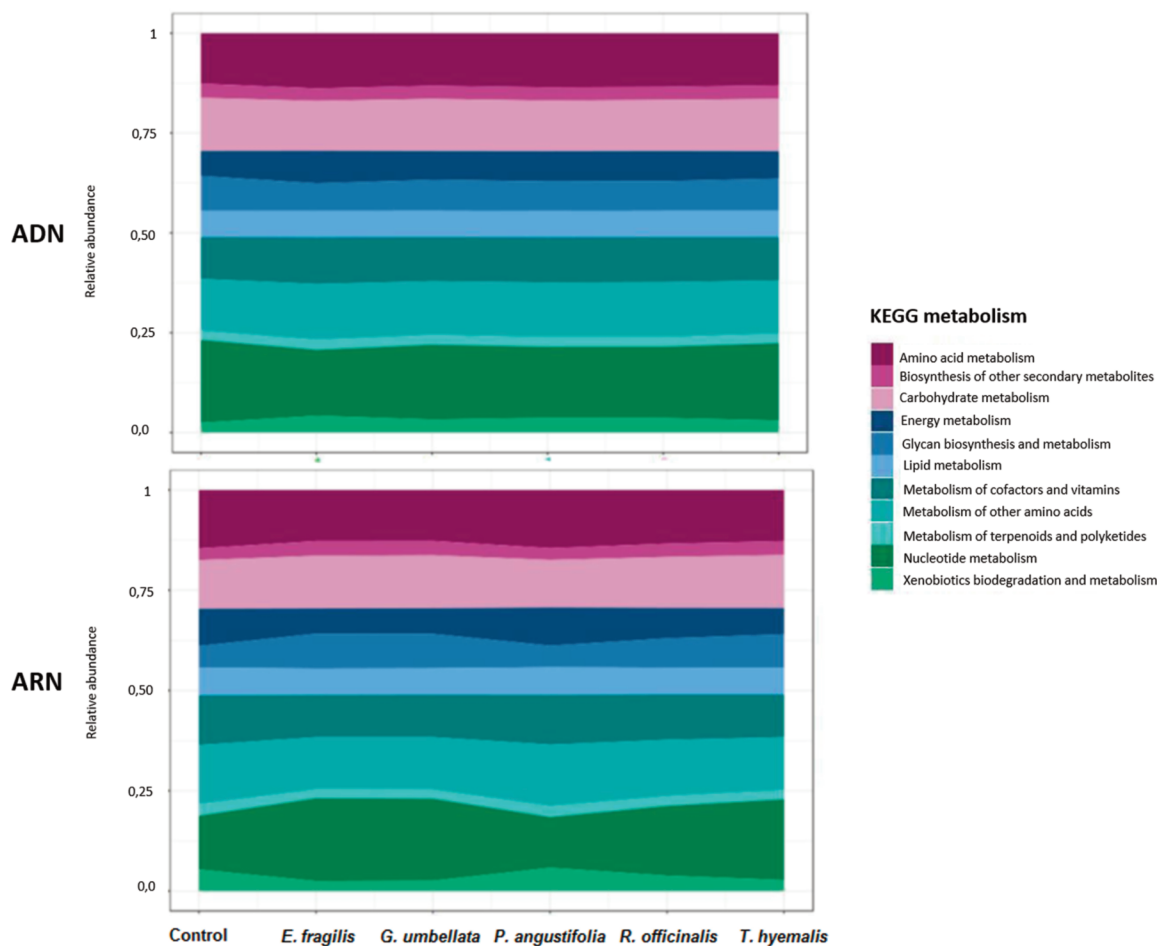 1
0,75
0,50
0,25
0,0
Relative abundance
ADN
KEGG metabolism
Amino acid metabolism
Biosynthesis of other secondary metabolites
Carbohydrate metabolism
Energy metabolism
Glycan biosynthesis and metabolism
Lipid metabolism
Metabolism of cofactors and vitamins
Metabolism of other amino acids
Metabolism of terpenoids and polyketides
Nucleotide metabolism
Xenobiotics biodegradation and metabolism
1
0,75
0,50
0,25
0,0
Relative abundance
ARN
Control E. fragilis G. umbellata P. angustifolia R. officinalis T. hyemalis